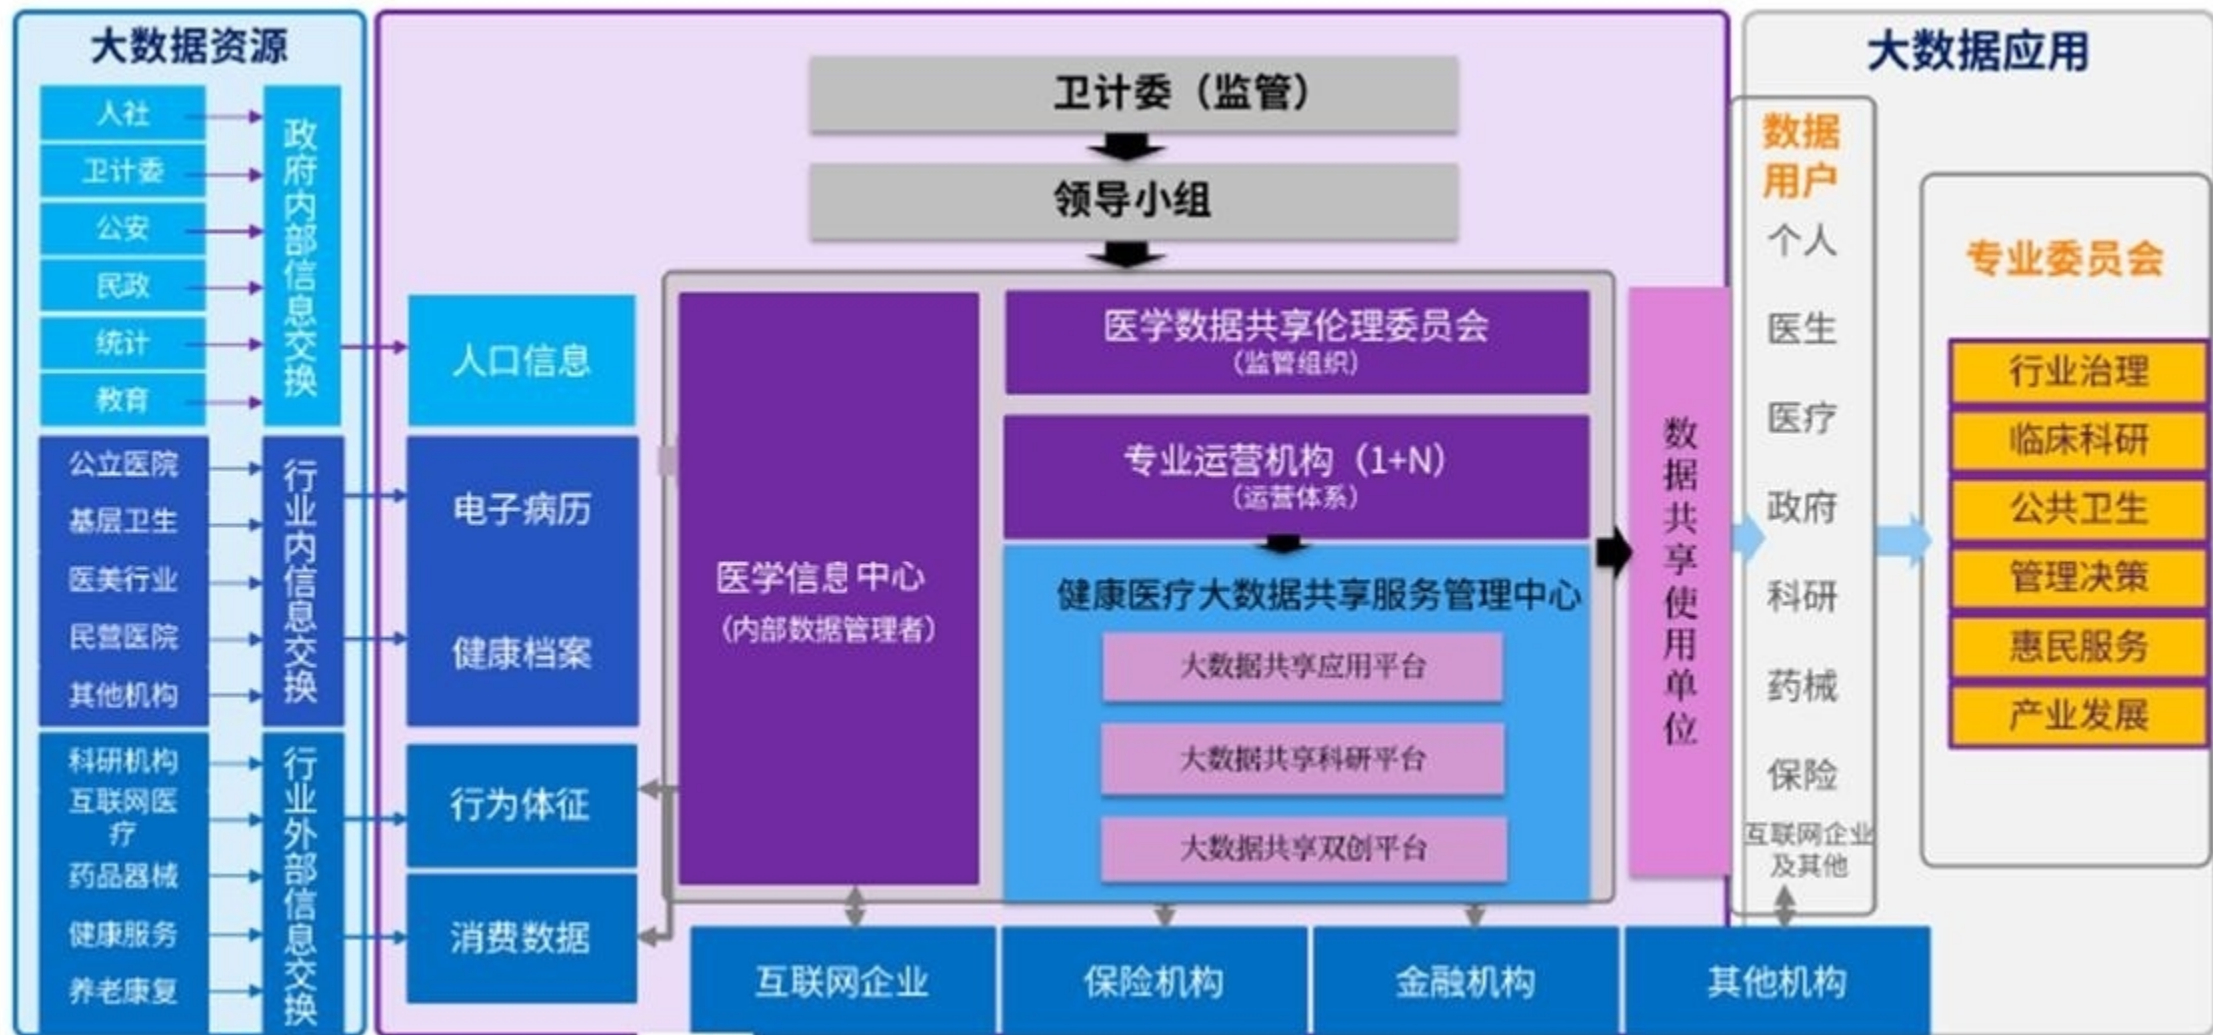 大数据资源
人社
卫计委
公安
民政
统计
教育
政府内部信息交换
公立医院
基层卫生
医美行业
民营医院
其他机构
行业内信息交换
科研机构
互联网医
疗
药品器械
健康服务
养老康复
行业外部信息交换
人口信息
电子病历
健康档案
行为体征
消费数据
卫计委（监管）
领导小组
医学信息中心
（内部数据管理者）
医学数据共享伦理委员会
（监管组织）
专业运营机构（1+N）
（运营体系）
健康医疗大数据共享服务管理中心
大数据共享应用平台
大数据共享科研平台
大数据共享双创平台
数据共享使用单位
互联网企业
保险机构
金融机构
其他机构
大数据应用
数据
用户
个人
医生
医疗
政府
科研
药械
保险
互联网企业
及其他
专业委员会
行业治理
临床科研
公共卫生
管理决策
惠民服务
产业发展